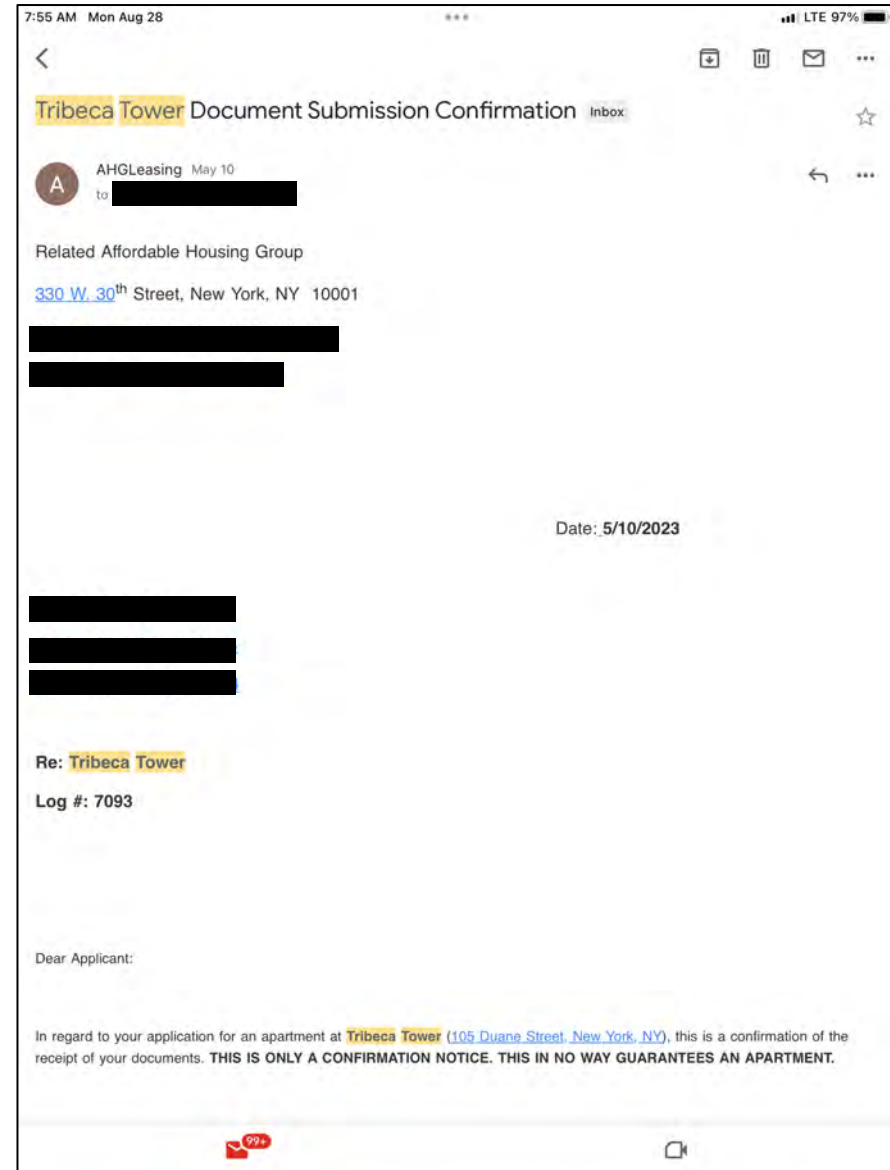 7:55 AM Mon Aug 28
LTE 97%
Tribeca Tower Document Submission Confirmation Inbox
A
AHGLeasing May 10
to
Related Affordable Housing Group
330 W. 30th Street, New York, NY 10001
Date: 5/10/2023
Re: Tribeca Tower
Log #: 7093
Dear Applicant:
In regard to your application for an apartment at Tribeca Tower (105 Duane Street, New York, NY), this is a confirmation of the
receipt of your documents. THIS IS ONLY A CONFIRMATION NOTICE. THIS IN NO WAY GUARANTEES AN APARTMENT.
99+